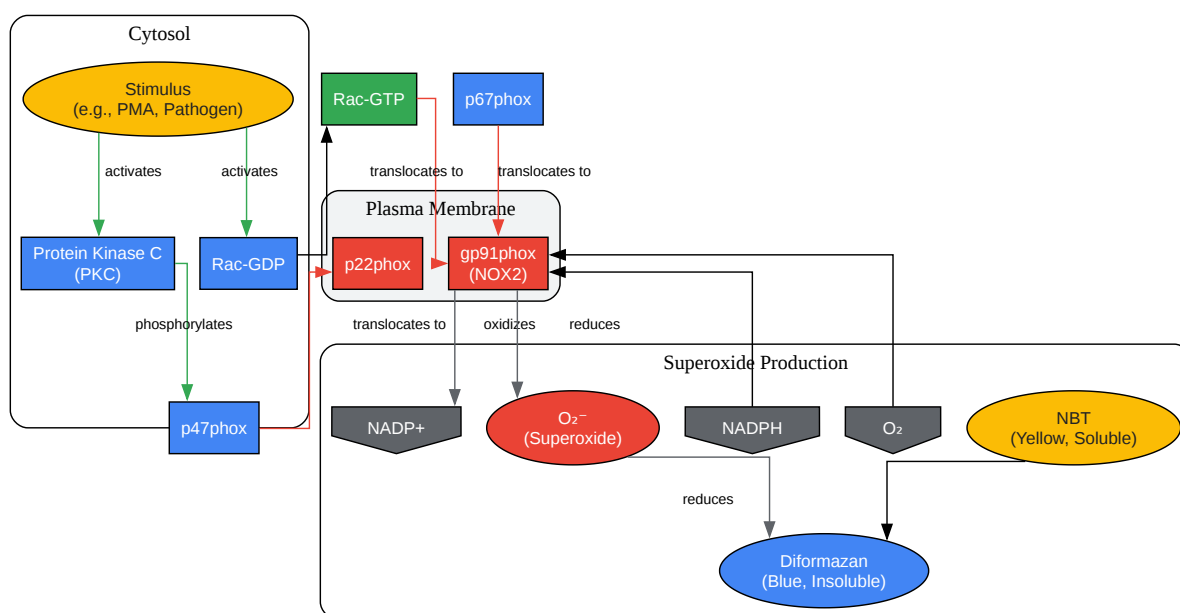 Cytosol
Stimulus
(e.g., PMA, Pathogen)
Rac-GTP
p67phox
activates
activates
translocates to
translocates to
Plasma Membrane
Protein Kinase C
(PKC)
Rac-GDP
p22phox
gp91phox
(NOX2)
phosphorylates
translocates to
oxidizes
reduces
Superoxide Production
p47phox
NADP+
O₂⁻
(Superoxide)
NADPH
O₂
NBT
(Yellow, Soluble)
reduces
Diformazan
(Blue, Insoluble)